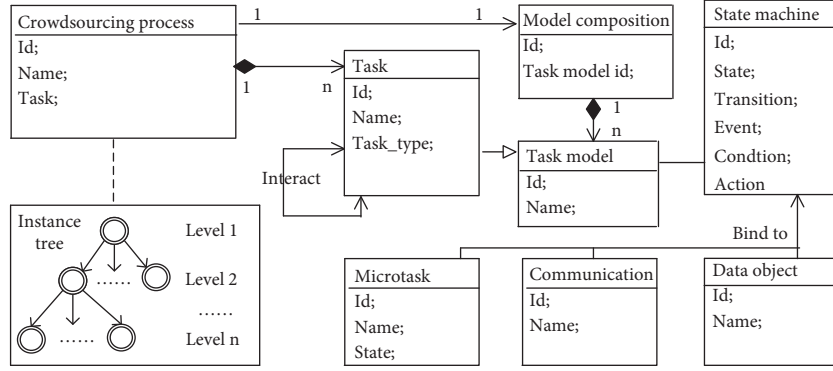 Crowdsourcing process
Id;
Name;
Task;
1
1
1
n
Task
Id;
Name;
Task_type;
Interact
Model composition
Id;
Task model id;
1
n
Task model
Id;
Name;
State machine
Id;
State;
Transition;
Event;
Condtion;
Action
Bind to
Instance
tree
Level 1
...... Level 2
......
...... Level n
Microtask
Id;
Name;
State;
Communication
Id;
Name;
Data object
Id;
Name;